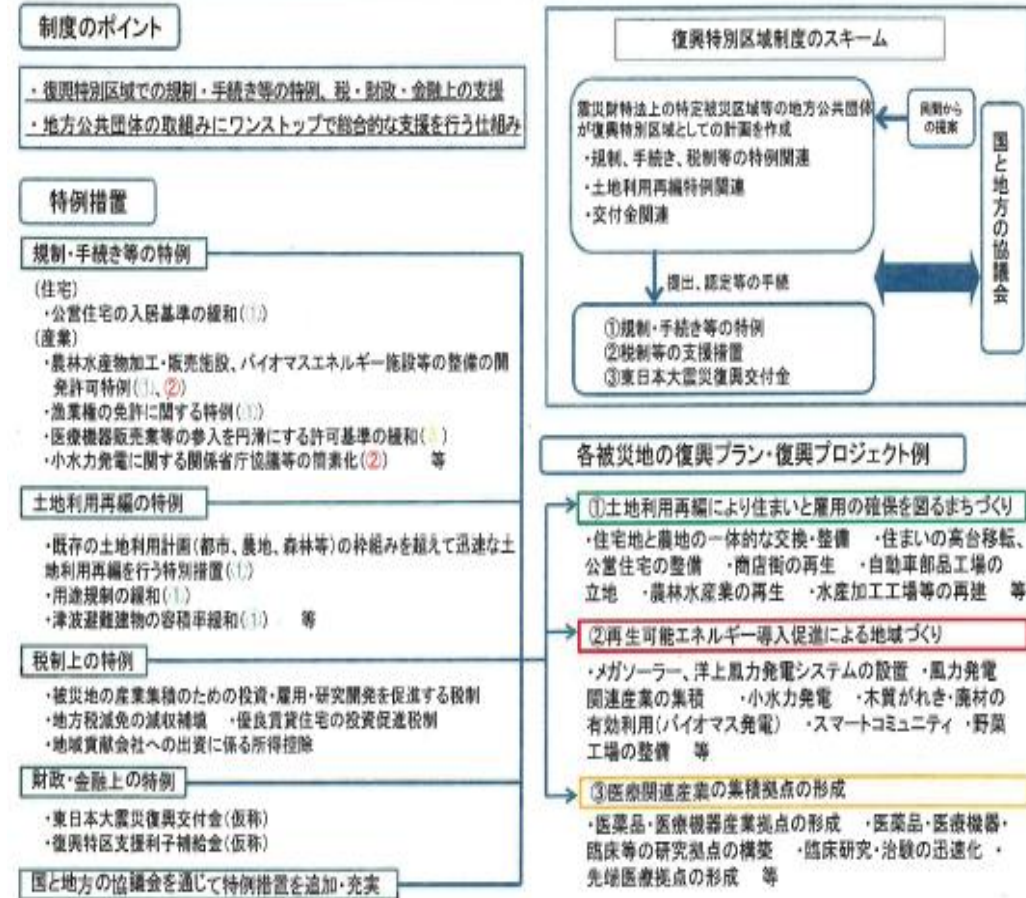 制度のポイント
・復興特別区域での規制・手続き等の特例、税・財政・金融上の支援
・地方公共団体の取組みにワンストップで総合的な支援を行う仕組み
特例措置
規制・手続き等の特例
(住宅)
・公営住宅の入居基準の緩和(①)
(産業)
・農林水産物加工・販売施設、バイオマスエネルギー施設等の整備の開
発許可特例(①、②)
・漁業権の免許に関する特例(①)
・医療機器販売業等の参入を円滑にする許可基準の緩和(③)
・小水力発電に関する関係省庁協議等の簡素化(②) 等
土地利用再編の特例
・既存の土地利用計画(都市、農地、森林等)の枠組みを超えて迅速な土
地利用再編を行う特別措置(①)
・用途規制の緩和(①)
・津波避難建物の容積率緩和(①) 等
税制上の特例
・被災地の産業集積のための投資・雇用・研究開発を促進する税制
・地方税減免の減収補填 ・優良賃貸住宅の投資促進税制
・地域貢献会社への出資に係る所得控除
財政・金融上の特例
・東日本大震災復興交付金(仮称)
・復興特区支援利子補給金(仮称)
国と地方の協議会を通じて特例措置を追加・充実
復興特別区域制度のスキーム
震災財特法上の特定被災区域等の地方公共団体
が復興特別区域としての計画を作成
・規制、手続き、税制等の特例関連
・土地利用再編特例関連
・交付金関連
民間から
の提案
国と地方の協議会
提出、認定等の手続
①規制・手続き等の特例
②税制等の支援措置
③東日本大震災復興交付金
各被災地の復興プラン・復興プロジェクト例
①土地利用再編により住まいと雇用の確保を図るまちづくり
・住宅地と農地の一体的な交換・整備 ・住まいの高台移転、
公営住宅の整備 ・商店街の再生 ・自動車部品工場の
立地 ・農林水産業の再生 ・水産加工工場等の再建 等
②再生可能エネルギー導入促進による地域づくり
・メガソーラー、洋上風力発電システムの設置 ・風力発電
関連産業の集積 ・小水力発電 ・木質がれき・廃材の
有効利用(バイオマス発電) ・スマートコミュニティ ・野菜
工場の整備 等
③医療関連産業の集積拠点の形成
・医薬品・医療機器産業拠点の形成 ・医薬品・医療機器・
臨床等の研究拠点の構築 ・臨床研究・治験の迅速化 ・
先端医療拠点の形成 等